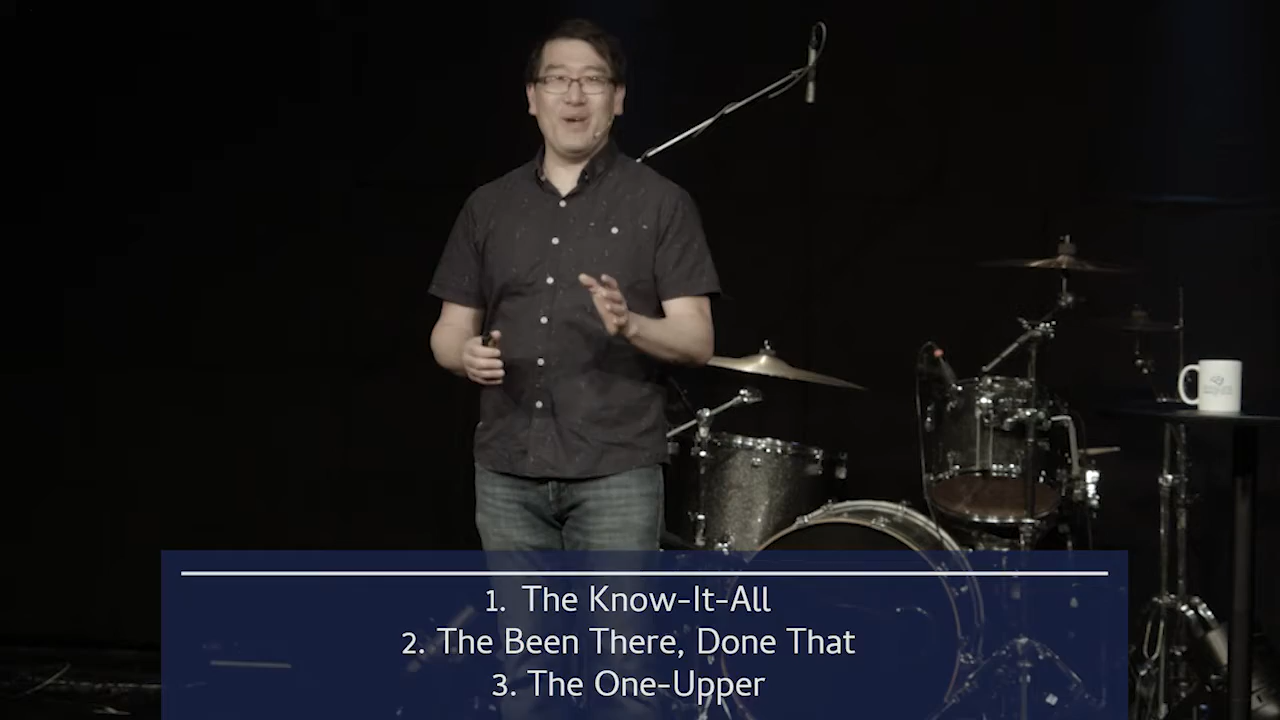 1. The Know-It-All
2. The Been There, Done That
3. The One-Upper